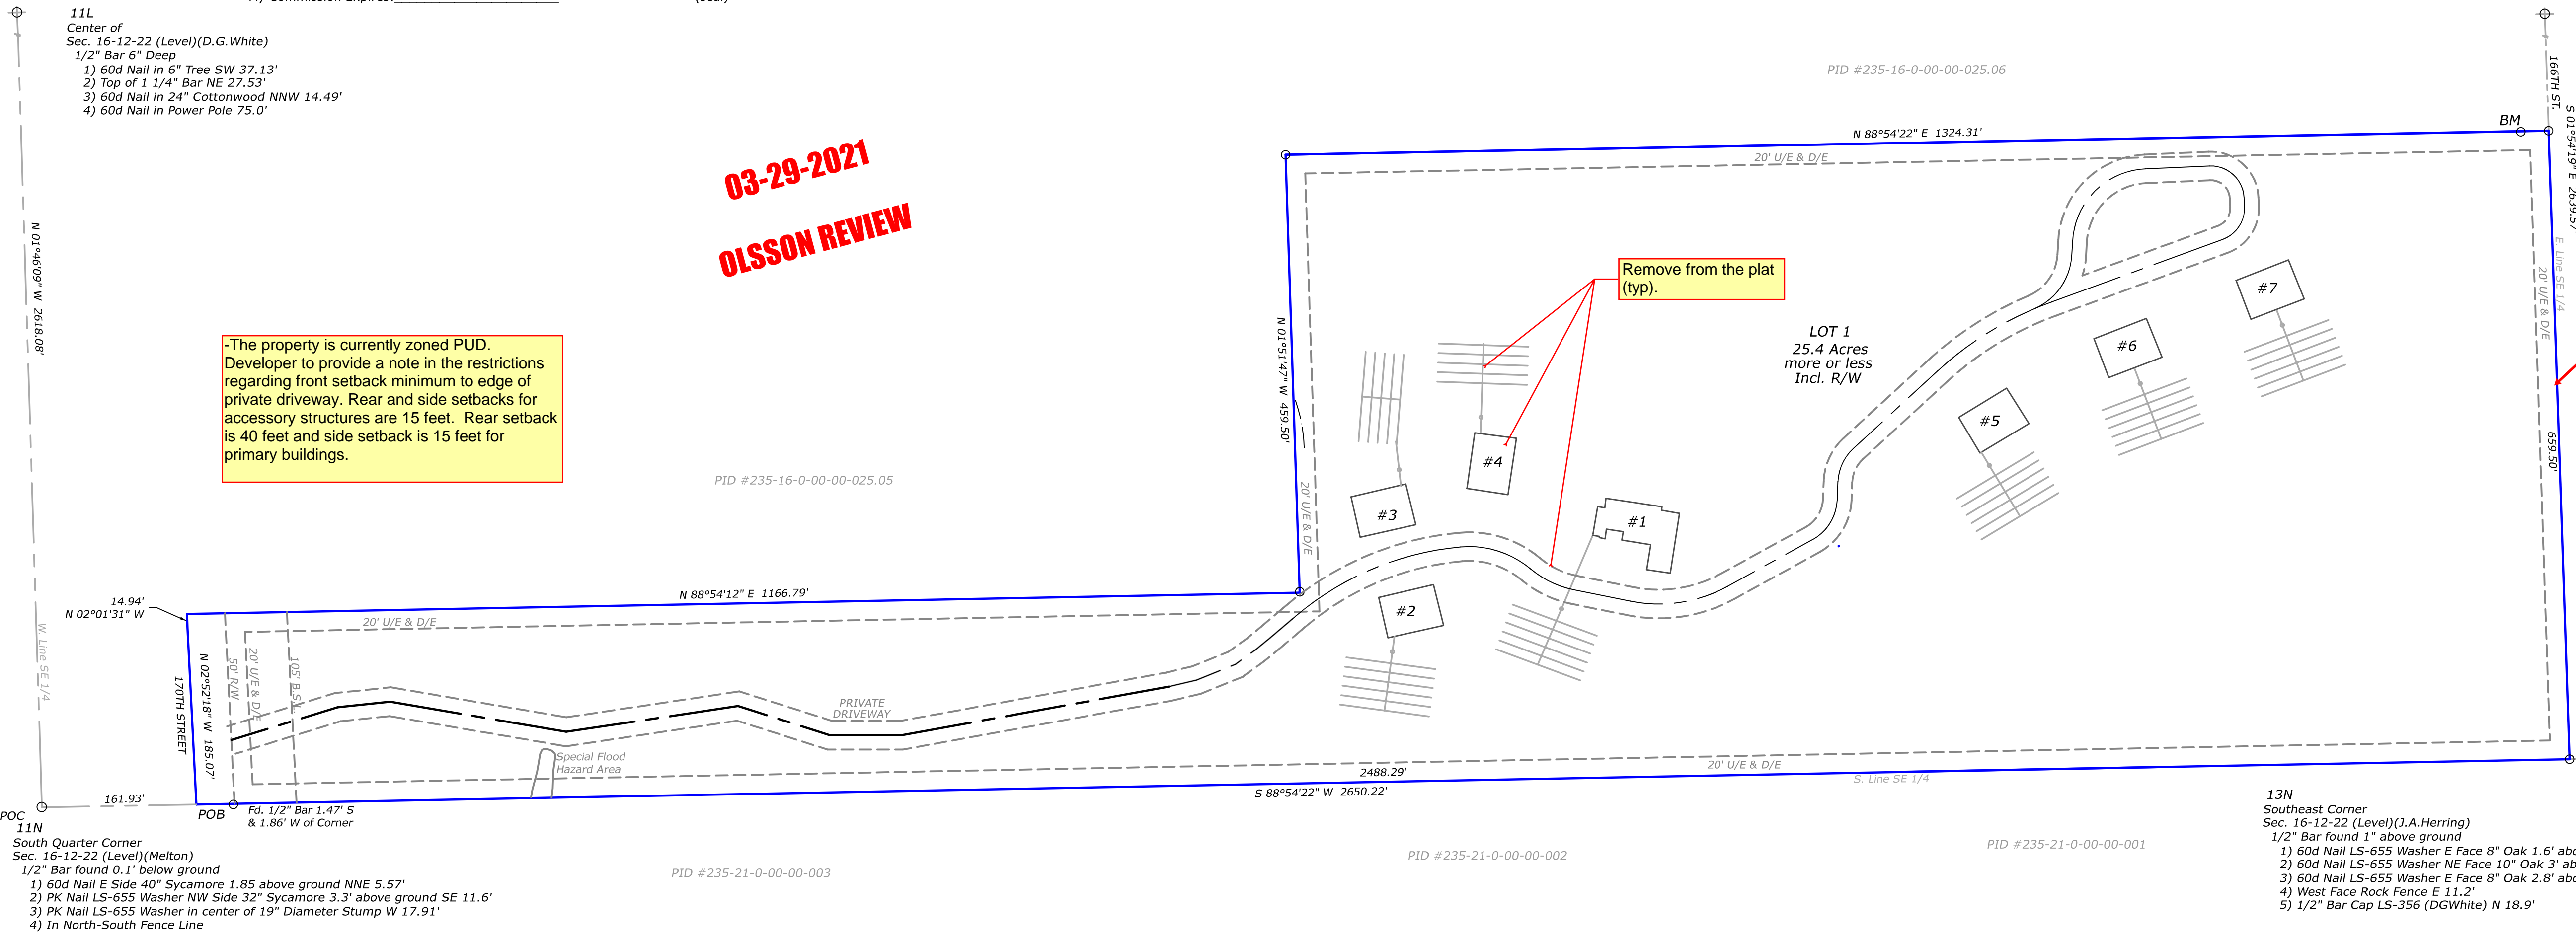 11L
Center of
Sec. 16-12-22 (Level)(D.G.White)
1/2" Bar 6" Deep
1) 60d Nail in 6" Tree SW 37.13'
2) Top of 1 1/4" Bar NE 27.53'
3) 60d Nail in 24" Cottonwood NNW 14.49'
4) 60d Nail in Power Pole 75.0'
PID #235-16-0-00-00-025.06
166TH ST.
BM
N 88°54'22" E 1324.31'
20' U/E & D/E
03-29-2021
OLSSON REVIEW
N 01°46'09" W 2618.08'
W. Line SE 1/4
-The property is currently zoned PUD.
Developer to provide a note in the restrictions
regarding front setback minimum to edge of
private driveway. Rear and side setbacks for
accessory structures are 15 feet. Rear setback
is 40 feet and side setback is 15 feet for
primary buildings.
PID #235-16-0-00-00-025.05
N 01°51'47" W 459.50'
20' U/E & D/E
Remove from the plat
(typ).
LOT 1
25.4 Acres
more or less
Incl. R/W
#7
#6
#5
#4
#3
#1
#2
E. Line SE 1/4
20' U/E & D/E
659.50'
14.94'
N 02°01'31" W
N 88°54'12" E 1166.79'
20' U/E & D/E
170TH STREET
N 02°52'18" W 185.07'
50' R/W
20' U/E & D/E
105' B.S.L.
PRIVATE
DRIVEWAY
Special Flood
Hazard Area
2488.29'
S 88°54'22" W 2650.22'
20' U/E & D/E
S. Line SE 1/4
161.93'
POC
POB
Fd. 1/2" Bar 1.47' S
& 1.86' W of Corner
11N
South Quarter Corner
Sec. 16-12-22 (Level)(Melton)
1/2" Bar found 0.1' below ground
1) 60d Nail E Side 40" Sycamore 1.85 above ground NNE 5.57'
2) PK Nail LS-655 Washer NW Side 32" Sycamore 3.3' above ground SE 11.6'
3) PK Nail LS-655 Washer in center of 19" Diameter Stump W 17.91'
4) In North-South Fence Line
PID #235-21-0-00-00-003
PID #235-21-0-00-00-002
PID #235-21-0-00-00-001
13N
Southeast Corner
Sec. 16-12-22 (Level)(J.A.Herring)
1/2" Bar found 1" above ground
1) 60d Nail LS-655 Washer E Face 8" Oak 1.6'
2) 60d Nail LS-655 Washer NE Face 10" Oak 3'
3) 60d Nail LS-655 Washer E Face 8" Oak 2.8'
4) West Face Rock Fence E 11.2'
5) 1/2" Bar Cap LS-356 (DGWhite) N 18.9'